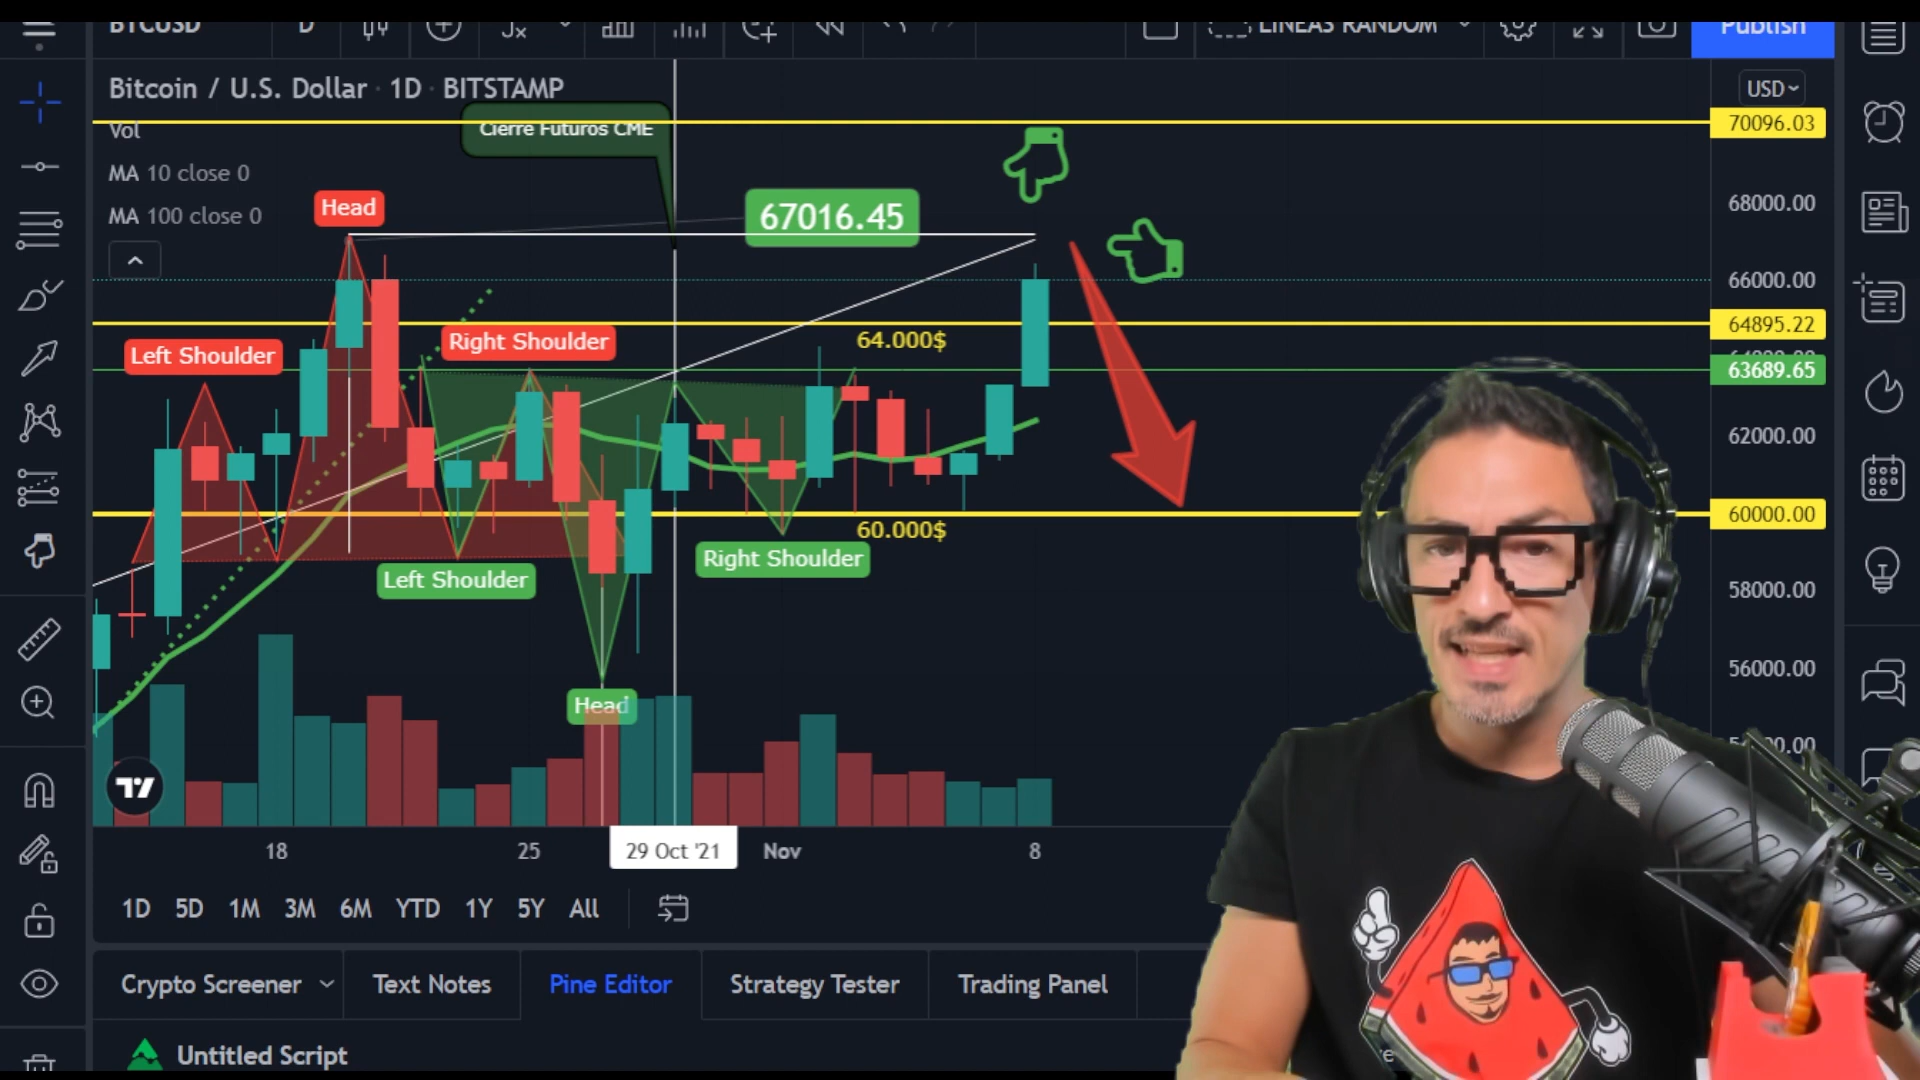 BTCUSD
D
LINEAS RANDOM
Publish
Bitcoin / U.S. Dollar · 1D · BITSTAMP
USD
Vol
Cierre Futuros CME
70096.03
MA 10 close 0
MA 100 close 0
Head
67016.45
68000.00
66000.00
64895.22
64.000$
Right Shoulder
Left Shoulder
63689.65
62000.00
60000.00
60.000$
Right Shoulder
Left Shoulder
58000.00
56000.00
Head
18
25
29 Oct '21
Nov
8
1D 5D 1M 3M 6M YTD 1Y 5Y All
Crypto Screener
Text Notes
Pine Editor
Strategy Tester
Trading Panel
Untitled Script